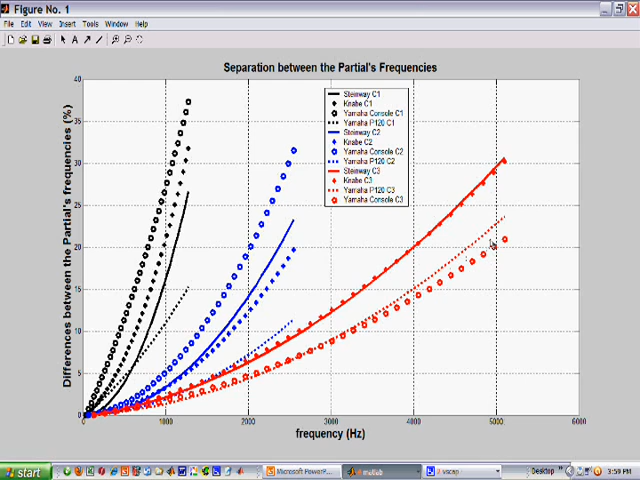 Figure No. 1
File Edit View Insert Tools Window Help
Separation between the Partial's Frequencies
Differences between the Partial's frequencies (%)
40
35
30
25
20
15
10
5
0
Steinway C1
Knabe C1
Yamaha Console C1
Yamaha P120 C1
Steinway C2
Knabe C2
Yamaha Console C2
Yamaha P120 C2
Steinway C3
Knabe C3
Yamaha P120 C3
Yamaha Console C3
0 1000 2000 3000 4000 5000 6000
frequency (Hz)
start
Microsoft PowerP...
Desktop
3:59 PM